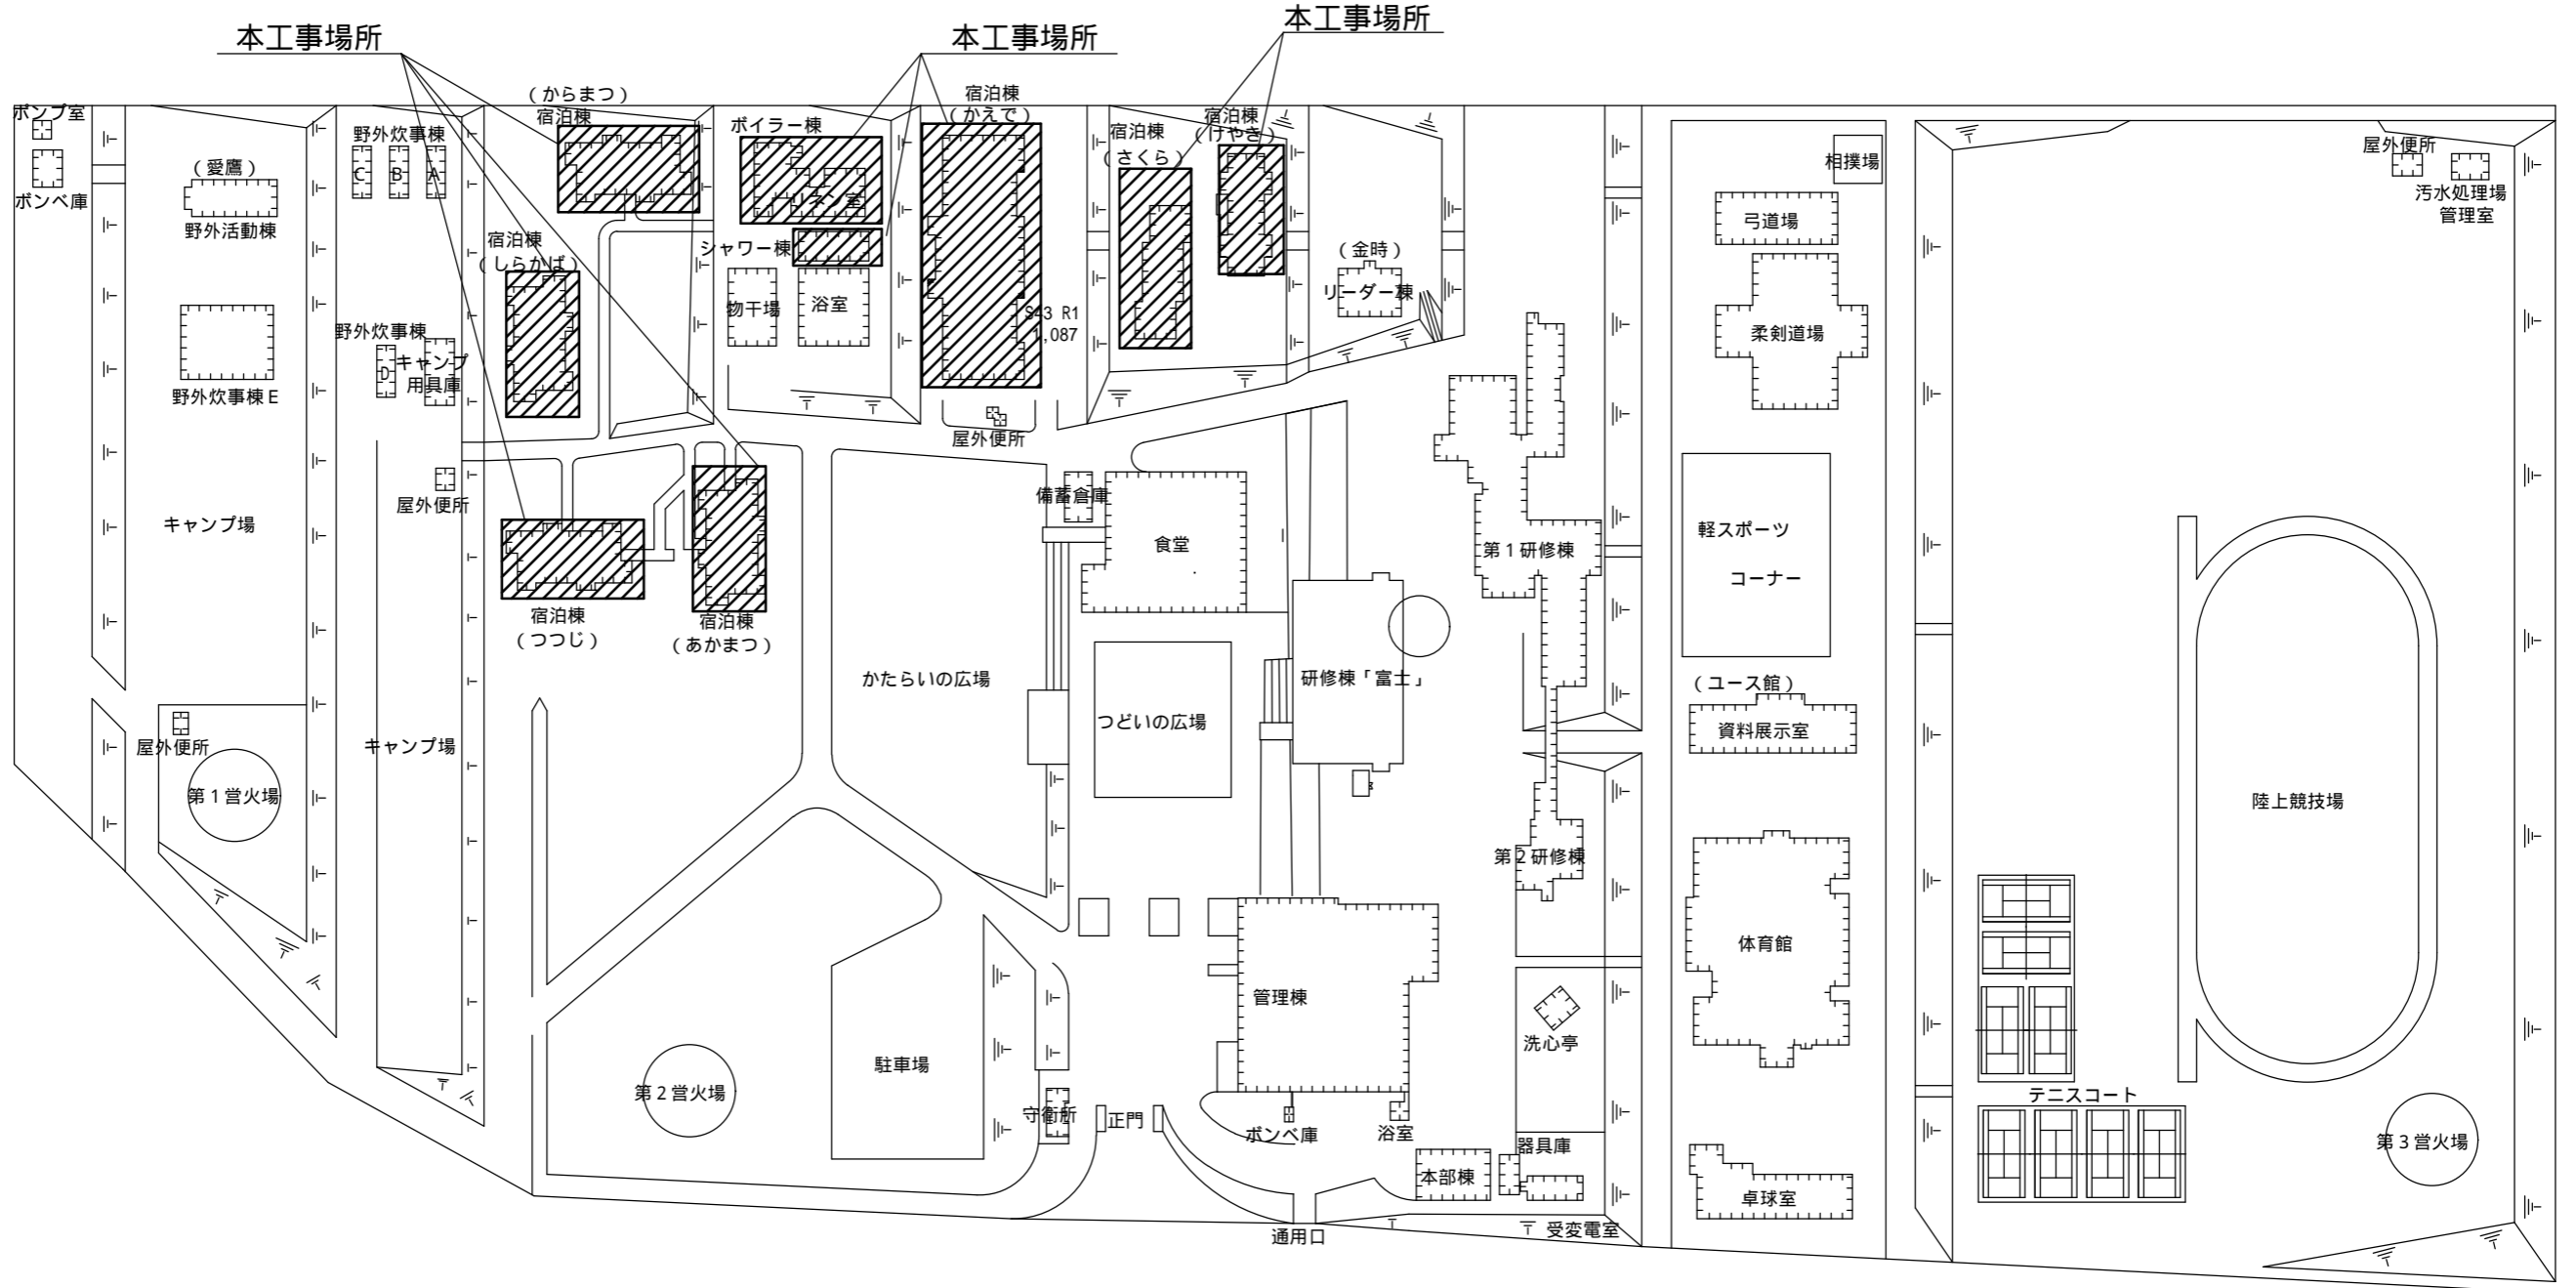 本工事場所
本工事場所
本工事場所
ポンプ室
ボンベ庫
(愛鷹)
野外活動棟
野外炊事棟
C
B
A
(からまつ)
宿泊棟
ボイラー棟
リネン室
宿泊棟
(かえで)
宿泊棟
(さくら)
宿泊棟
(けやき)
相撲場
屋外便所
汚水処理場
管理室
弓道場
宿泊棟
(しらかば)
シャワー棟
物干場
浴室
S43 R1
1,087
(金時)
リーダー棟
柔剣道場
野外炊事棟
D
キャンプ
用具庫
野外炊事棟E
屋外便所
屋外便所
備蓄倉庫
キャンプ場
食堂
第1研修棟
軽スポーツ
コーナー
宿泊棟
(つつじ)
宿泊棟
(あかまつ)
かたらいの広場
研修棟「富士」
(ユース館)
資料展示室
つどいの広場
屋外便所
キャンプ場
第1営火場
陸上競技場
第2研修棟
体育館
管理棟
洗心亭
駐車場
第2営火場
守衛所
正門
ボンベ庫
浴室
テニスコート
第3営火場
器具庫
本部棟
卓球室
通用口
受変電室